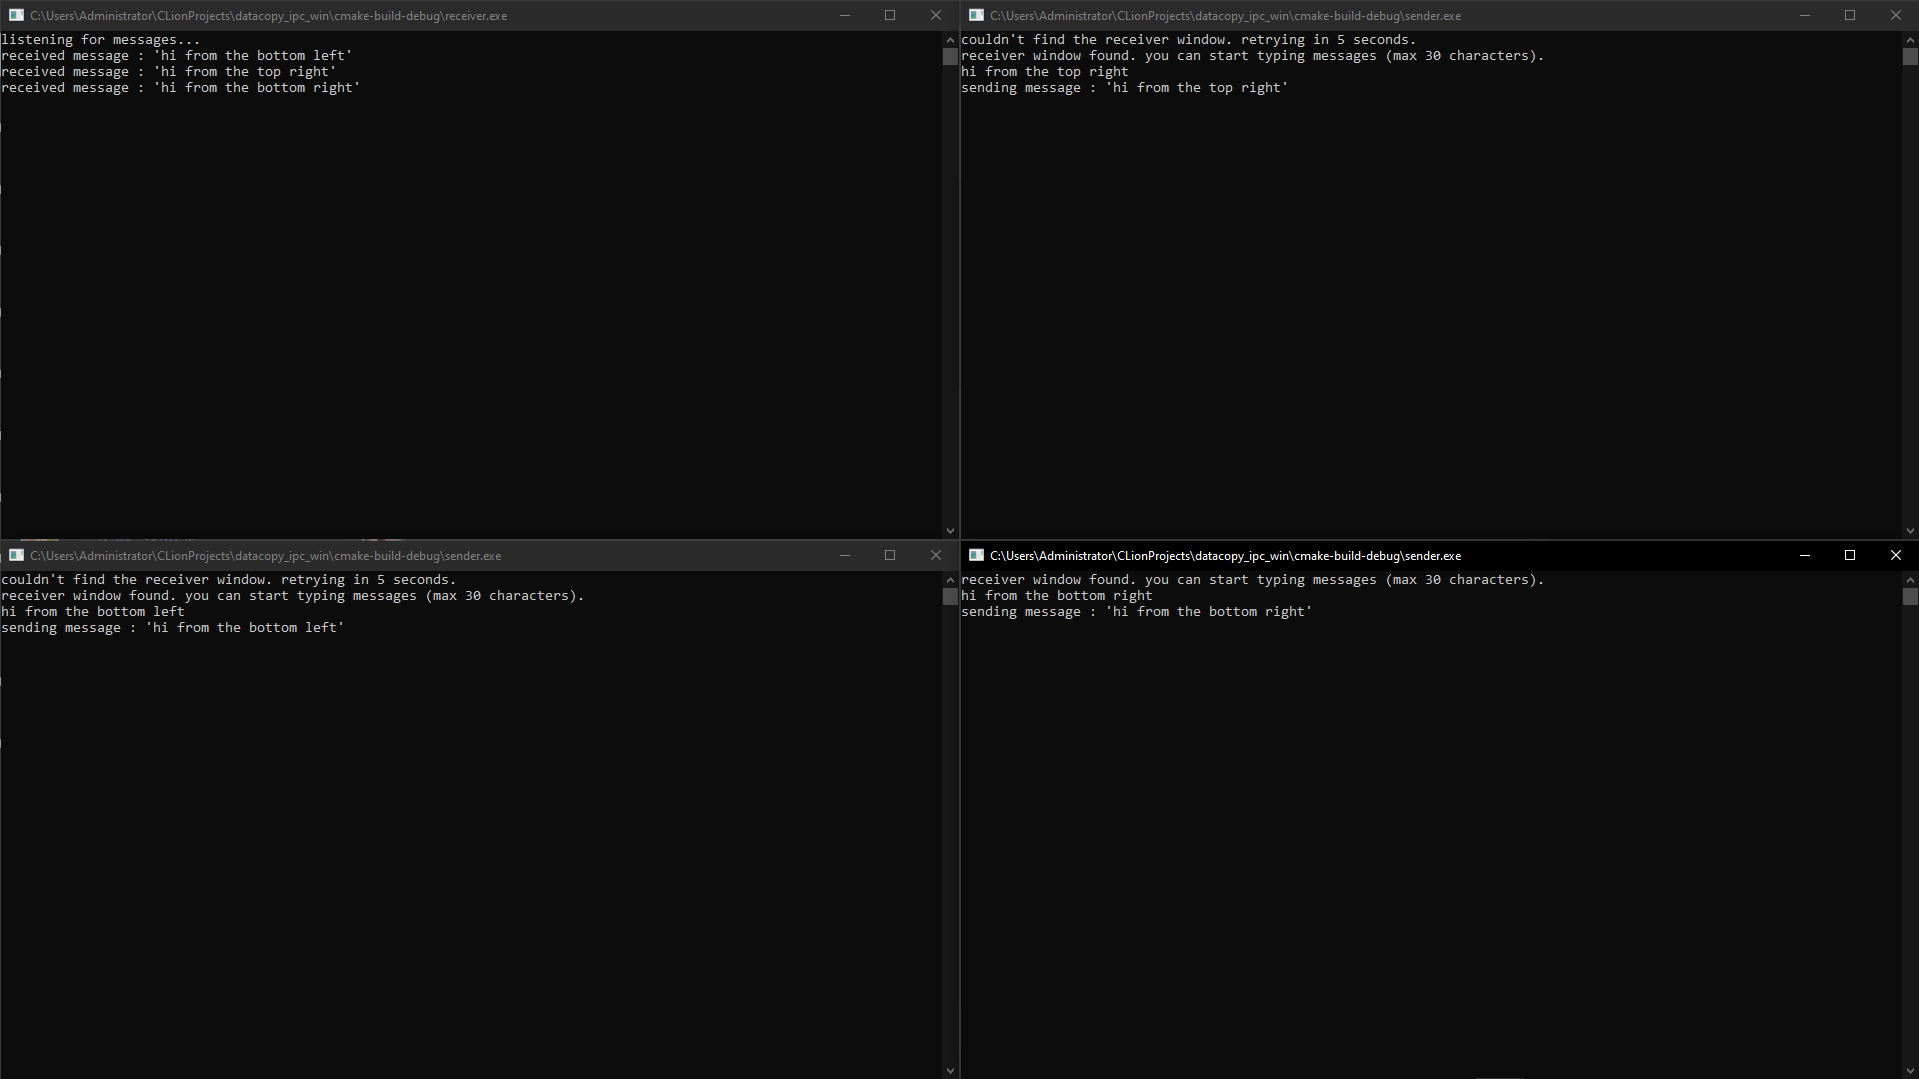 C:\Users\Administrator\CLionProjects\datacopy_ipc_win\cmake-build-debug\receiver.exe
listening for messages...
received message : 'hi from the bottom left'
received message : 'hi from the top right'
received message : 'hi from the bottom right'
C:\Users\Administrator\CLionProjects\datacopy_ipc_win\cmake-build-debug\sender.exe
couldn't find the receiver window. retrying in 5 seconds.
receiver window found. you can start typing messages (max 30 characters).
hi from the top right
sending message : 'hi from the top right'
C:\Users\Administrator\CLionProjects\datacopy_ipc_win\cmake-build-debug\sender.exe
couldn't find the receiver window. retrying in 5 seconds.
receiver window found. you can start typing messages (max 30 characters).
hi from the bottom left
sending message : 'hi from the bottom left'
C:\Users\Administrator\CLionProjects\datacopy_ipc_win\cmake-build-debug\sender.exe
receiver window found. you can start typing messages (max 30 characters).
hi from the bottom right
sending message : 'hi from the bottom right'